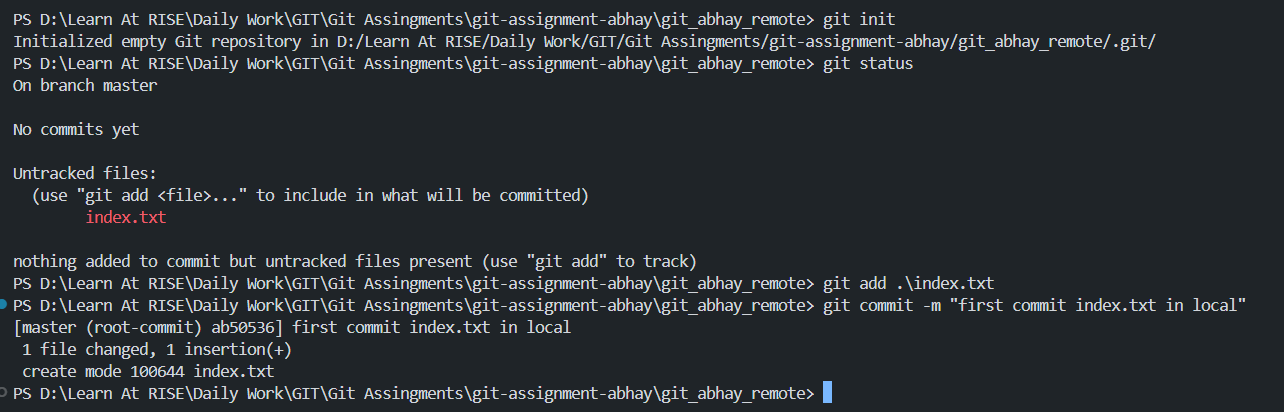 PS D:\Learn At RISE\Daily Work\GIT\Git Assingments\git-assignment-abhay\git_abhay_remote> git init
Initialized empty Git repository in D:/Learn At RISE/Daily Work/GIT/Git Assingments/git-assignment-abhay/git_abhay_remote/.git/
PS D:\Learn At RISE\Daily Work\GIT\Git Assingments\git-assignment-abhay\git_abhay_remote> git status
On branch master

No commits yet

Untracked files:
  (use "git add <file>..." to include in what will be committed)
        index.txt

nothing added to commit but untracked files present (use "git add" to track)
PS D:\Learn At RISE\Daily Work\GIT\Git Assingments\git-assignment-abhay\git_abhay_remote> git add .\index.txt
PS D:\Learn At RISE\Daily Work\GIT\Git Assingments\git-assignment-abhay\git_abhay_remote> git commit -m "first commit index.txt in local"
[master (root-commit) ab50536] first commit index.txt in local
 1 file changed, 1 insertion(+)
 create mode 100644 index.txt
PS D:\Learn At RISE\Daily Work\GIT\Git Assingments\git-assignment-abhay\git_abhay_remote>